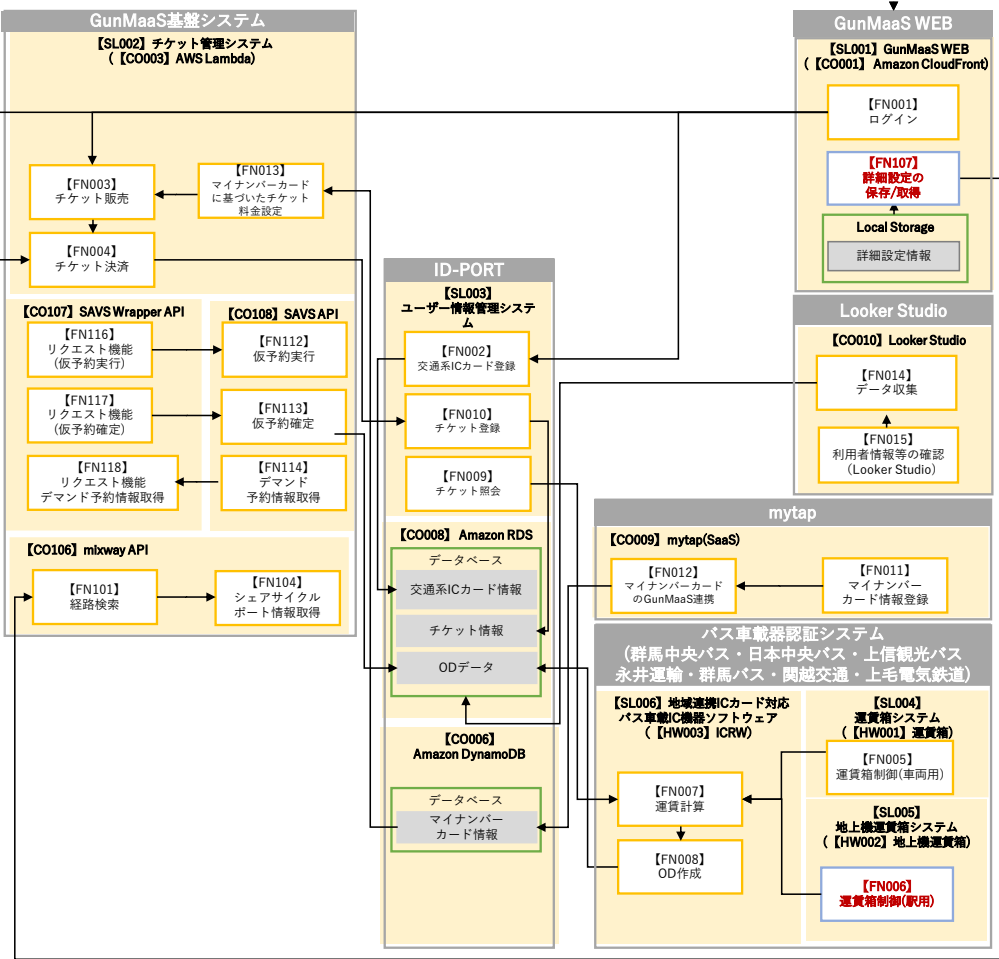 GunMaaS基盤システム
【SL002】チケット管理システム
(【CO003】AWS Lambda)
【FN003】
チケット販売
【FN013】
マイナンバーカード
に基づいたチケット
料金設定
【FN004】
チケット決済
【CO107】SAVS Wrapper API
【FN116】
リクエスト機能
(仮予約実行)
【FN117】
リクエスト機能
(仮予約確定)
【FN118】
リクエスト機能
デマンド予約情報取得
【CO108】SAVS API
【FN112】
仮予約実行
【FN113】
仮予約確定
【FN114】
デマンド
予約情報取得
【CO106】mixway API
【FN101】
経路検索
【FN104】
シェアサイクル
ポート情報取得
ID-PORT
【SL003】
ユーザー情報管理システ
ム
【FN002】
交通系ICカード登録
【FN010】
チケット登録
【FN009】
チケット照会
【CO008】Amazon RDS
データベース
交通系ICカード情報
チケット情報
ODデータ
【CO006】
Amazon DynamoDB
データベース
マイナンバー
カード情報
GunMaaS WEB
【SL001】GunMaaS WEB
(【CO001】Amazon CloudFront)
【FN001】
ログイン
【FN107】
詳細設定の
保存/取得
Local Storage
詳細設定情報
Looker Studio
【CO010】Looker Studio
【FN014】
データ収集
【FN015】
利用者情報等の確認
(Looker Studio)
mytap
【CO009】mytap(SaaS)
【FN012】
マイナンバーカード
のGunMaaS連携
【FN011】
マイナンバー
カード情報登録
バス車載器認証システム
(群馬中央バス・日本中央バス・上信観光バス
永井運輸・群馬バス・関越交通・上毛電気鉄道)
【SL006】地域連携ICカード対応
バス車載IC機器ソフトウェア
(【HW003】ICRW)
【FN007】
運賃計算
【FN008】
OD作成
【SL004】
運賃箱システム
(【HW001】運賃箱)
【FN005】
運賃箱制御(車両用)
【SL005】
地上機運賃箱システム
(【HW002】地上機運賃箱)
【FN006】
運賃箱制御(駅用)